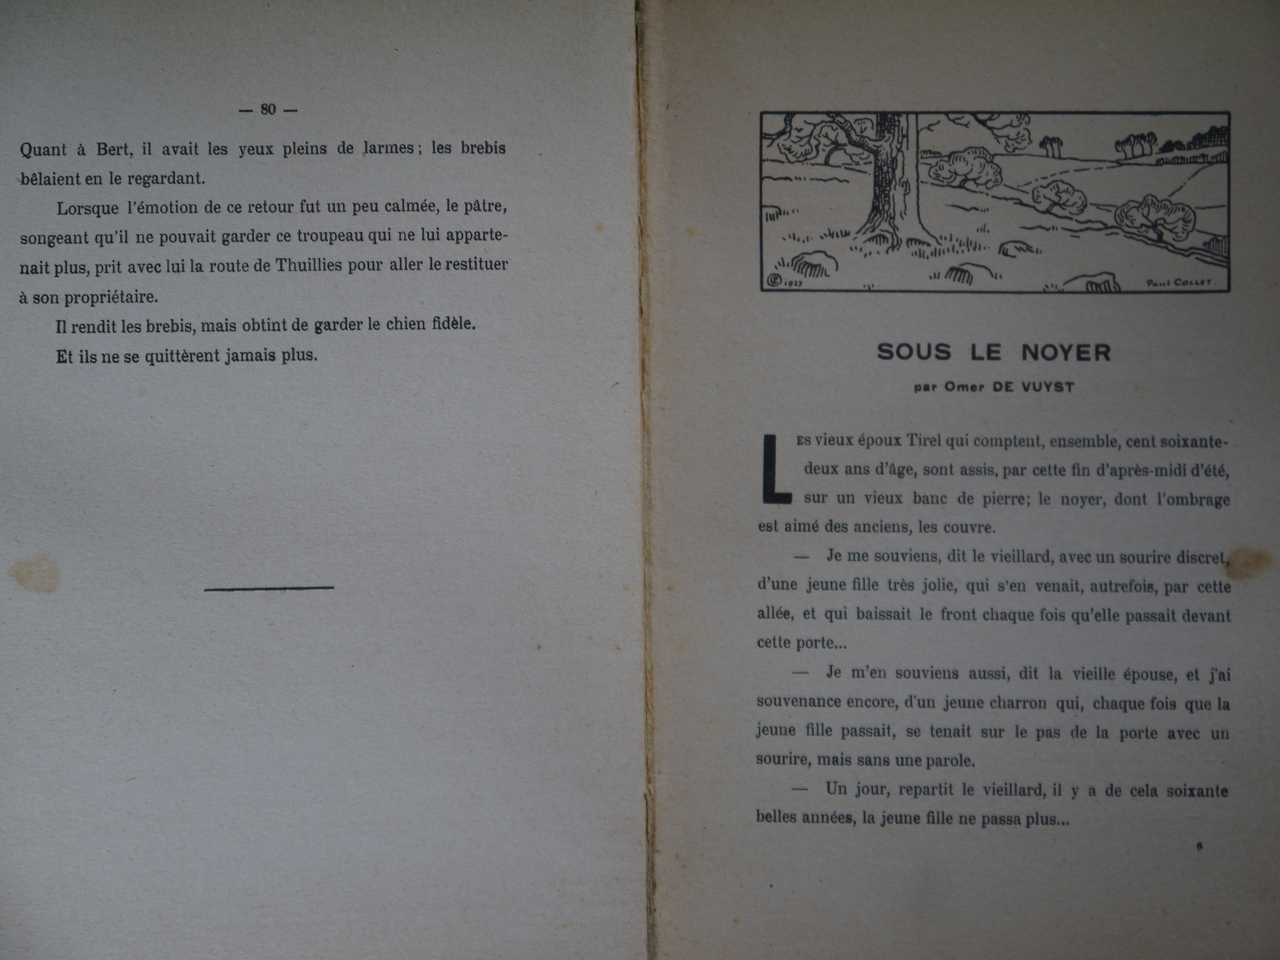 — 80 —
Quant à Bert, il avait les yeux pleins de larmes ; les brebis
bêlaient en le regardant.
Lorsque l'émotion de ce retour fut un peu calmée, le pâtre,
songeant qu'il ne pouvait garder ce troupeau qui ne lui apparte-
nait plus, prit avec lui la route de Thuillies pour aller le restituer
à son propriétaire.
Il rendit les brebis, mais obtint de garder le chien fidèle.
Et ils ne se quittèrent jamais plus.
1927
Paul COLLET.
SOUS LE NOYER
par Omer DE VUYST
LES vieux époux Tirel qui comptent, ensemble, cent soixante-
deux ans d'âge, sont assis, par cette fin d'après-midi d'été,
sur un vieux banc de pierre; le noyer, dont l'ombrage
est aimé des anciens, les couvre.
— Je me souviens, dit le vieillard, avec un sourire discret,
d'une jeune fille très jolie, qui s'en venait, autrefois, par cette
allée, et qui baissait le front chaque fois qu'elle passait devant
cette porte...
— Je m'en souviens aussi, dit la vieille épouse, et j'ai
souvenance encore, d'un jeune charron qui, chaque fois que la
jeune fille passait, se tenait sur le pas de la porte avec un
sourire, mais sans une parole.
— Un jour, repartit le vieillard, il y a de cela soixante
belles années, la jeune fille ne passa plus...
6